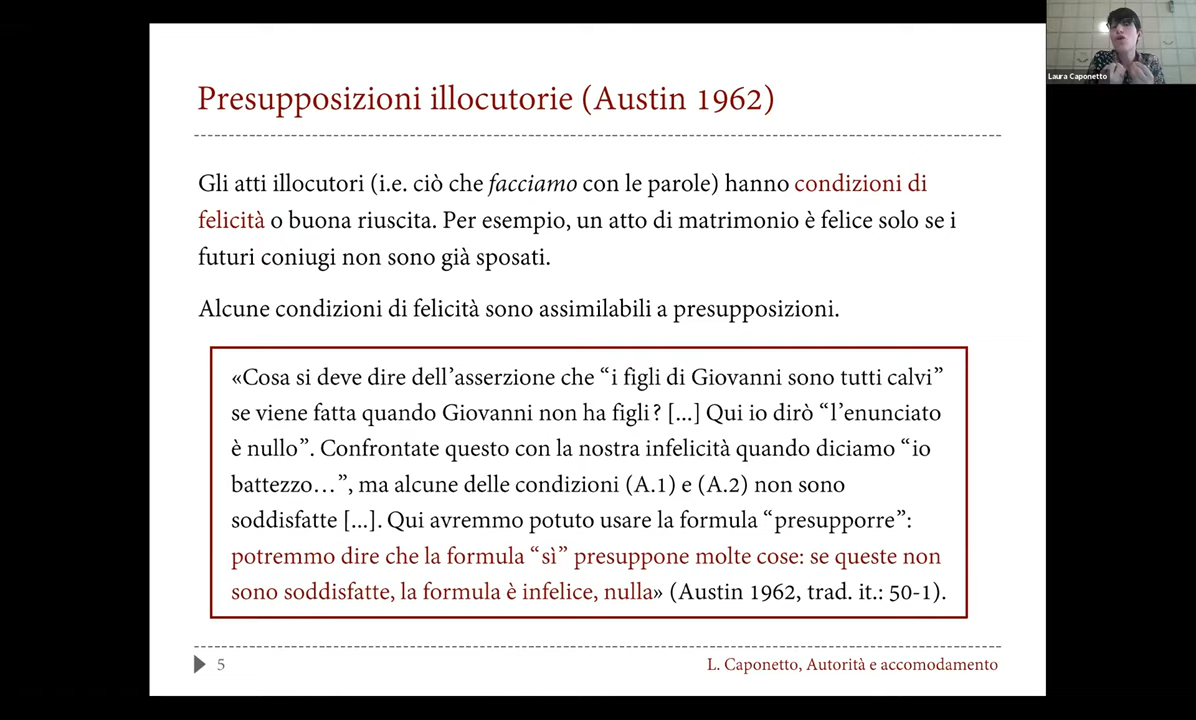 Laura Caponetto
Presupposizioni illocutorie (Austin 1962)
Gli atti illocutori (i.e. ciò che facciamo con le parole) hanno condizioni di
felicità o buona riuscita. Per esempio, un atto di matrimonio è felice solo se i
futuri coniugi non sono già sposati.
Alcune condizioni di felicità sono assimilabili a presupposizioni.
«Cosa si deve dire dell’asserzione che “i figli di Giovanni sono tutti calvi”
se viene fatta quando Giovanni non ha figli? [...] Qui io dirò “l’enunciato
è nullo”. Confrontate questo con la nostra infelicità quando diciamo “io
battezzo…”, ma alcune delle condizioni (A.1) e (A.2) non sono
soddisfatte [...]. Qui avremmo potuto usare la formula “presupporre”:
potremmo dire che la formula “sì” presuppone molte cose: se queste non
sono soddisfatte, la formula è infelice, nulla» (Austin 1962, trad. it.: 50-1).
5
L. Caponetto, Autorità e accomodamento